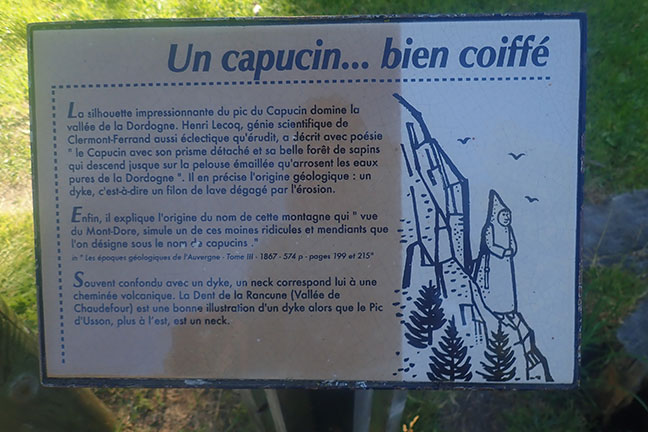 Un capucin... bien coiffé
La silhouette impressionnante du pic du Capucin domine la
vallée de la Dordogne. Henri Lecoq, génie scientifique de
Clermont-Ferrand aussi éclectique qu'érudit, a décrit avec poésie
" le Capucin avec son prisme détaché et sa belle forêt de sapins
qui descend jusque sur la pelouse émaillée qu'arrosent les eaux
pures de la Dordogne ". Il en précise l'origine géologique : un
dyke, c'est-à-dire un filon de lave dégagé par l'érosion.
Enfin, il explique l'origine du nom de cette montagne qui " vue
du Mont-Dore, simule un de ces moines ridicules et mendiants que
l'on désigne sous le nom de capucins ."
in " Les époques géologiques de l'Auvergne - Tome III - 1867 - 574 p - pages 199 et 215"
Souvent confondu avec un dyke, un neck correspond lui à une
cheminée volcanique. La Dent de la Rancune (Vallée de
Chaudefour) est une bonne illustration d'un dyke alors que le Pic
d'Usson, plus à l'est, est un neck.